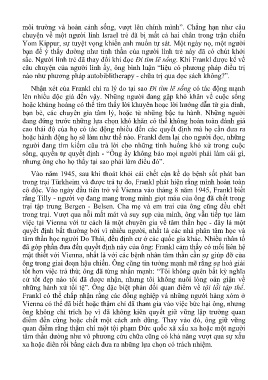 môi trường và hoàn cảnh sống, vượt lên chính mình”. Chẳng hạn như câu
chuyện về một người lính Israel trẻ đã bị mất cả hai chân trong trận chiến
Yom Kippur, sự tuyệt vọng khiến anh muốn tự sát. Một ngày nọ, một người
bạn để ý thấy dường như tinh thần của người lính trẻ này đã có chút khởi
sắc. Người lính trẻ đã thay đổi khi đọc Đi tìm lẽ sống. Khi Frankl được kể về
câu chuyện của người lính ấy, ông bình luận “liệu có phương pháp điều trị
nào như phương pháp autobibliotherapy - chữa trị qua đọc sách không?”.
Nhận xét của Frankl chỉ ra lý do tại sao Đi tìm lẽ sống có tác động mạnh
lên nhiều độc giả đến vậy. Những người đang gặp khó khăn về cuộc sống
hoặc khủng hoảng có thể tìm thấy lời khuyên hoặc lời hướng dẫn từ gia đình,
bạn bè, các chuyên gia tâm lý, hoặc từ những bậc tu hành. Những người
đang đứng trước những lựa chọn khó khăn có thể không hoàn toàn đánh giá
cao thái độ của họ có tác động nhiều đến các quyết định mà họ cần đưa ra
hoặc hành động họ sẽ làm như thế nào. Frankl đem lại cho người đọc, những
người đang tìm kiếm câu trả lời cho những tình huống khó xử trong cuộc
sống, quyền tự quyết định - “Ông ấy không bảo mọi người phải làm cái gì,
nhưng ông cho họ thấy tại sao phải làm điều đó”.
Vào năm 1945, sau khi thoát khỏi cái chết cận kề do bệnh sốt phát ban
trong trại Türkheim và được trả tự do, Frankl phát hiện rằng mình hoàn toàn
cô độc. Vào ngày đầu tiên trở về Vienna vào tháng 8 năm 1945, Frankl biết
rằng Tilly - người vợ đang mang trong mình giọt máu của ông đã chết trong
trại tập trung Bergen - Belsen. Cha mẹ và em trai của ông cũng đều chết
trong trại. Vượt qua nỗi mất mát và suy sụp của mình, ông vẫn tiếp tục làm
việc tại Vienna với tư cách là một chuyên gia về tâm thần học - đây là một
quyết định bất thường bởi vì nhiều người, nhất là các nhà phân tâm học và
tâm thần học người Do Thái, đều định cư ở các quốc gia khác. Nhiều nhân tố
đã góp phần đưa đến quyết định này của ông: Frankl cảm thấy có mối liên hệ
mật thiết với Vienna, nhất là với các bệnh nhân tâm thần cần sự giúp đỡ của
ông trong giai đoạn hậu chiến. Ông cũng tin tưởng mạnh mẽ rằng sự hoà giải
tốt hơn việc trả thù; ông đã từng nhấn mạnh: “Tôi không quên bất kỳ nghĩa
cử tốt đẹp nào tôi đã được nhận, nhưng tôi không nuôi lòng oán giận về
những hành xử tồi tệ”. Ông đặc biệt phản đối quan điểm về tội lỗi tập thể.
Frankl có thể chấp nhận rằng các đồng nghiệp và những người hàng xóm ở
Vienna có thể đã biết hoặc thậm chí đã tham gia vào việc bức hại ông, nhưng
ông không chỉ trích họ vì đã không kiên quyết giữ vững lập trường quan
điểm đến cùng hoặc chết một cách anh dũng. Thay vào đó, ông giữ vững
quan điểm rằng thậm chí một tội phạm Đức quốc xã xấu xa hoặc một người
tâm thần dường như vô phương cứu chữa cũng có khả năng vượt qua sự xấu
xa hoặc điên rồ bằng cách đưa ra những lựa chọn có trách nhiệm.